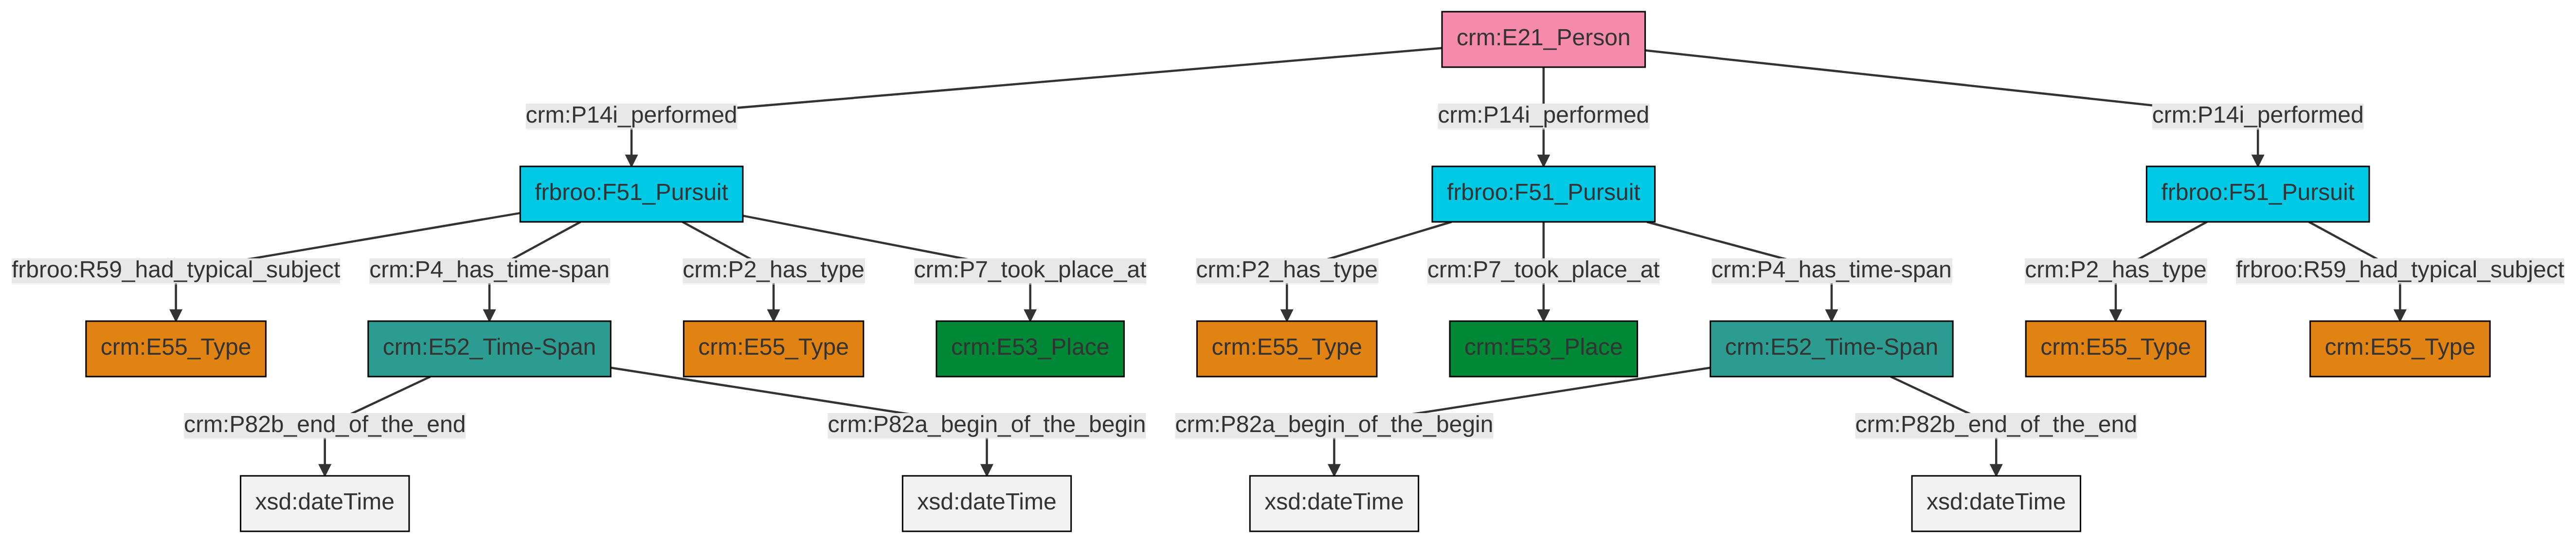 crm:E21_Person
crm:P14i_performed
crm:P14i_performed
crm:P14i_performed
frbroo:F51_Pursuit
frbroo:F51_Pursuit
frbroo:F51_Pursuit
frbroo:R59_had_typical_subject
crm:P4_has_time-span
crm:P2_has_type
crm:P7_took_place_at
crm:P2_has_type
crm:P7_took_place_at
crm:P4_has_time-span
crm:P2_has_type
frbroo:R59_had_typical_subject
crm:E55_Type
crm:E52_Time-Span
crm:E55_Type
crm:E53_Place
crm:E55_Type
crm:E53_Place
crm:E52_Time-Span
crm:E55_Type
crm:E55_Type
crm:P82b_end_of_the_end
crm:P82a_begin_of_the_begin
crm:P82a_begin_of_the_begin
crm:P82b_end_of_the_end
xsd:dateTime
xsd:dateTime
xsd:dateTime
xsd:dateTime